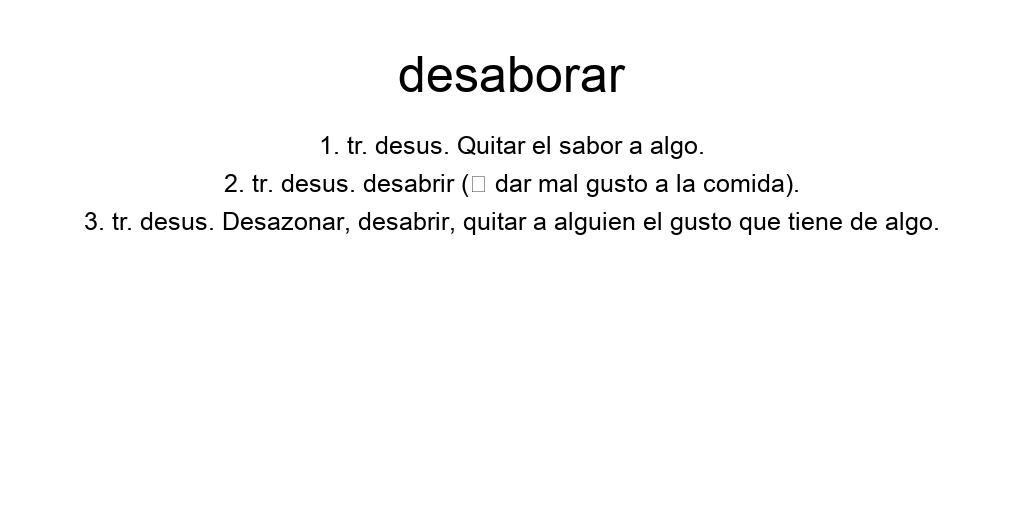 desaborar
1. tr. desus. Quitar el sabor a algo.
2. tr. desus. desabrir (□ dar mal gusto a la comida).
3. tr. desus. Desazonar, desabrir, quitar a alguien el gusto que tiene de algo.